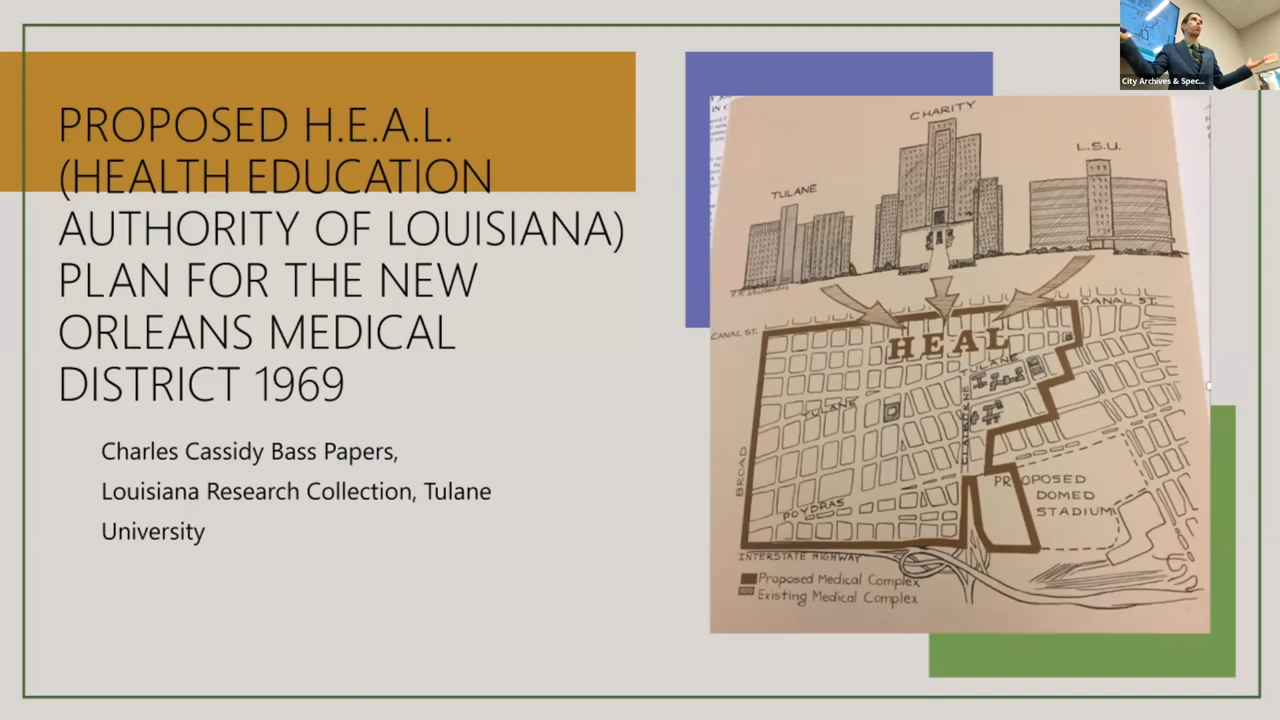 PROPOSED H.E.A.L.
(HEALTH EDUCATION
AUTHORITY OF LOUISIANA)
PLAN FOR THE NEW
ORLEANS MEDICAL
DISTRICT 1969
Charles Cassidy Bass Papers,
Louisiana Research Collection, Tulane
University
City Archives & Spec...
CHARITY
L.S.U.
TULANE
CANAL ST.
CANAL ST.
HEAL
TULANE
TULANE
CLAIBORNE
BROAD
PROPOSED
DOMED
STADIUM
POYDRAS
INTERSTATE HIGHWAY
Proposed Medical Complex
Existing Medical Complex